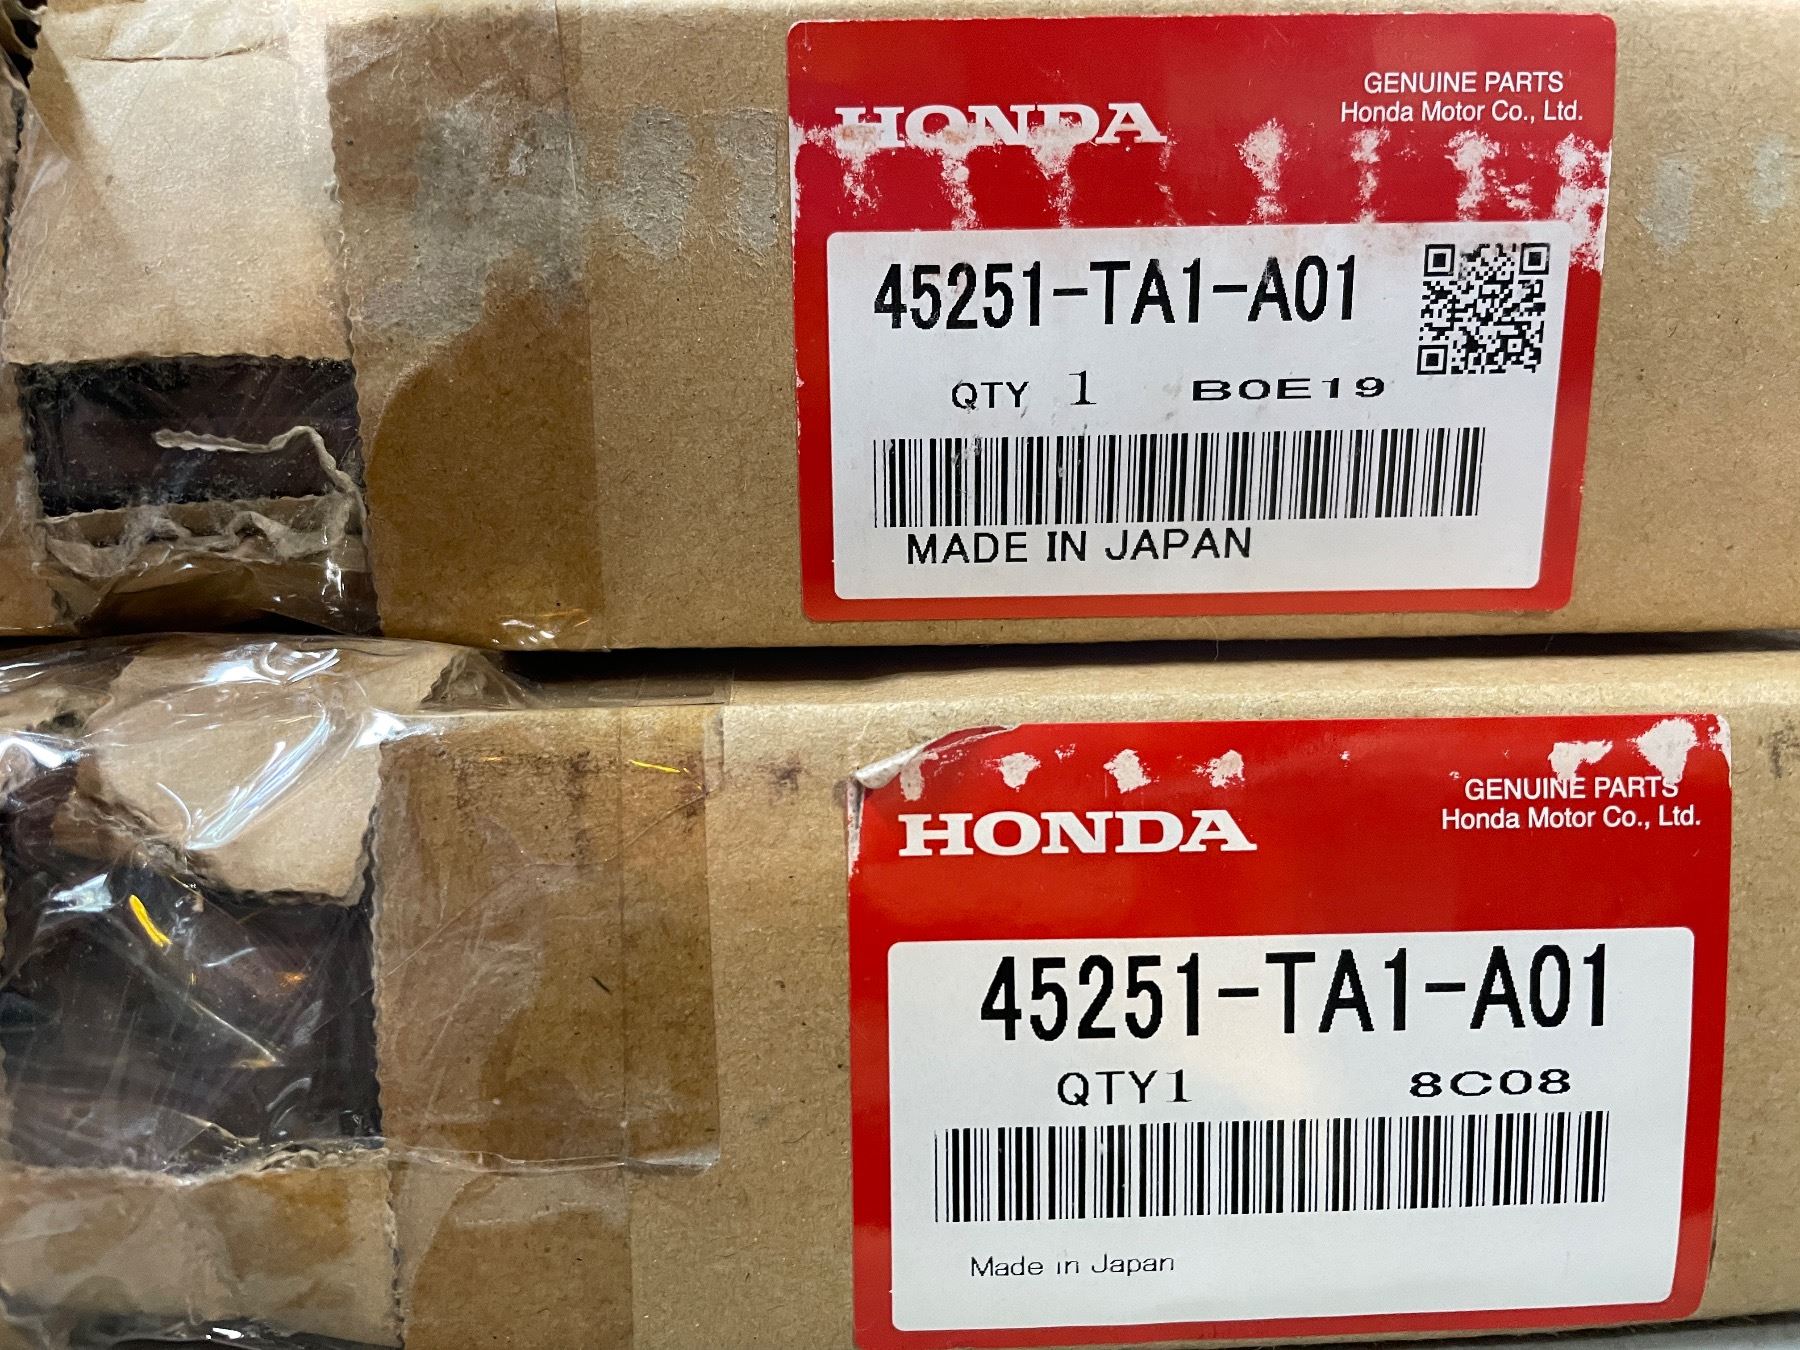 HONDA
GENUINE PARTS
Honda Motor Co., Ltd.
45251-TA1-A01
QTY 1 B0E19
MADE IN JAPAN
HONDA
GENUINE PARTS
Honda Motor Co., Ltd.
45251-TA1-A01
QTY1 8C08
Made in Japan